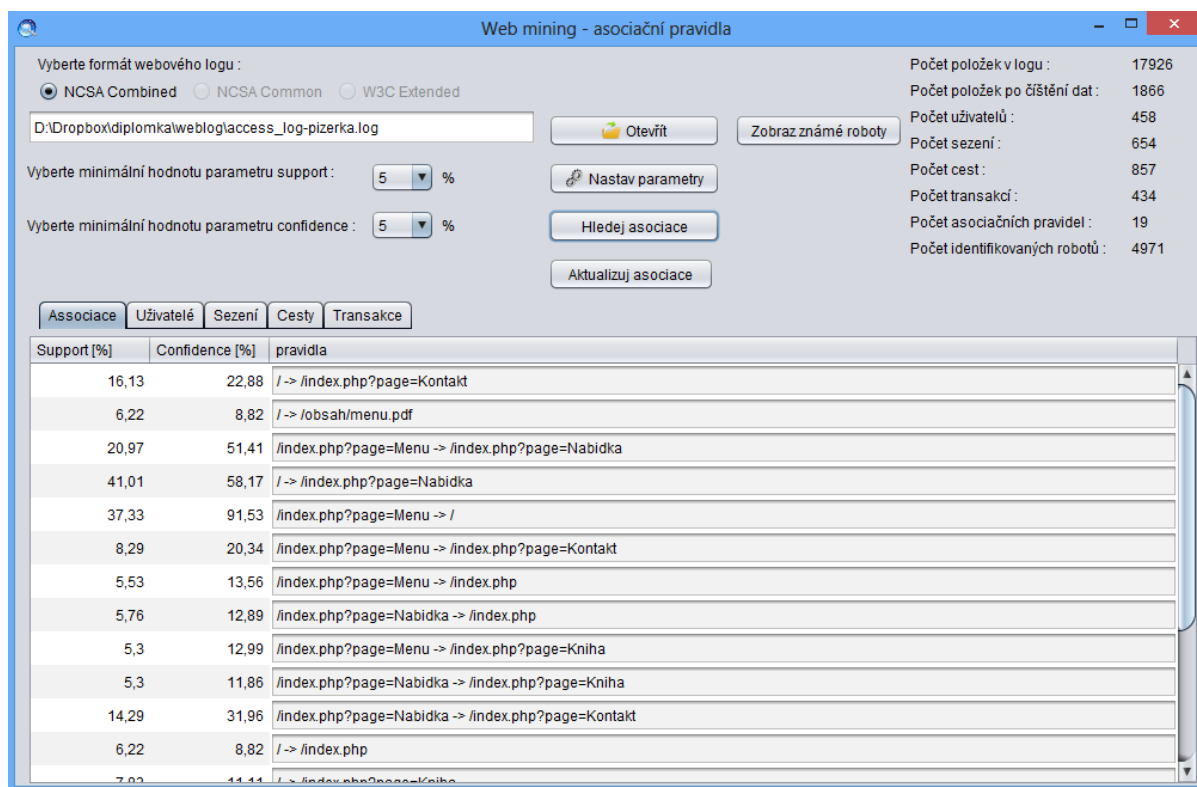 Web mining - asociační pravidla
Vyberte formát webového logu :
NCSA Combined NCSA Common W3C Extended
D:\Dropbox\diplomka\weblog\access_log-pizerka.log
Otevřít
Zobraz známé roboty
Vyberte minimální hodnotu parametru support : 5 %
Nastav parametry
Vyberte minimální hodnotu parametru confidence : 5 %
Hledej asociace
Aktualizuj asociace
Počet položek v logu : 17926
Počet položek po číštění dat : 1866
Počet uživatelů : 458
Počet sezení : 654
Počet cest : 857
Počet transakcí : 434
Počet asociačních pravidel : 19
Počet identifikovaných robotů : 4971
Associace Uživatelé Sezení Cesty Transakce
Support [%] Confidence [%] pravidla
16,13 22,88 / -> /index.php?page=Kontakt
6,22 8,82 / -> /obsah/menu.pdf
20,97 51,41 /index.php?page=Menu -> /index.php?page=Nabidka
41,01 58,17 / -> /index.php?page=Nabidka
37,33 91,53 /index.php?page=Menu -> /
8,29 20,34 /index.php?page=Menu -> /index.php?page=Kontakt
5,53 13,56 /index.php?page=Menu -> /index.php
5,76 12,89 /index.php?page=Nabidka -> /index.php
5,3 12,99 /index.php?page=Menu -> /index.php?page=Kniha
5,3 11,86 /index.php?page=Nabidka -> /index.php?page=Kniha
14,29 31,96 /index.php?page=Nabidka -> /index.php?page=Kontakt
6,22 8,82 / -> /index.php
11,11 / -> /index.php?page=Kniha